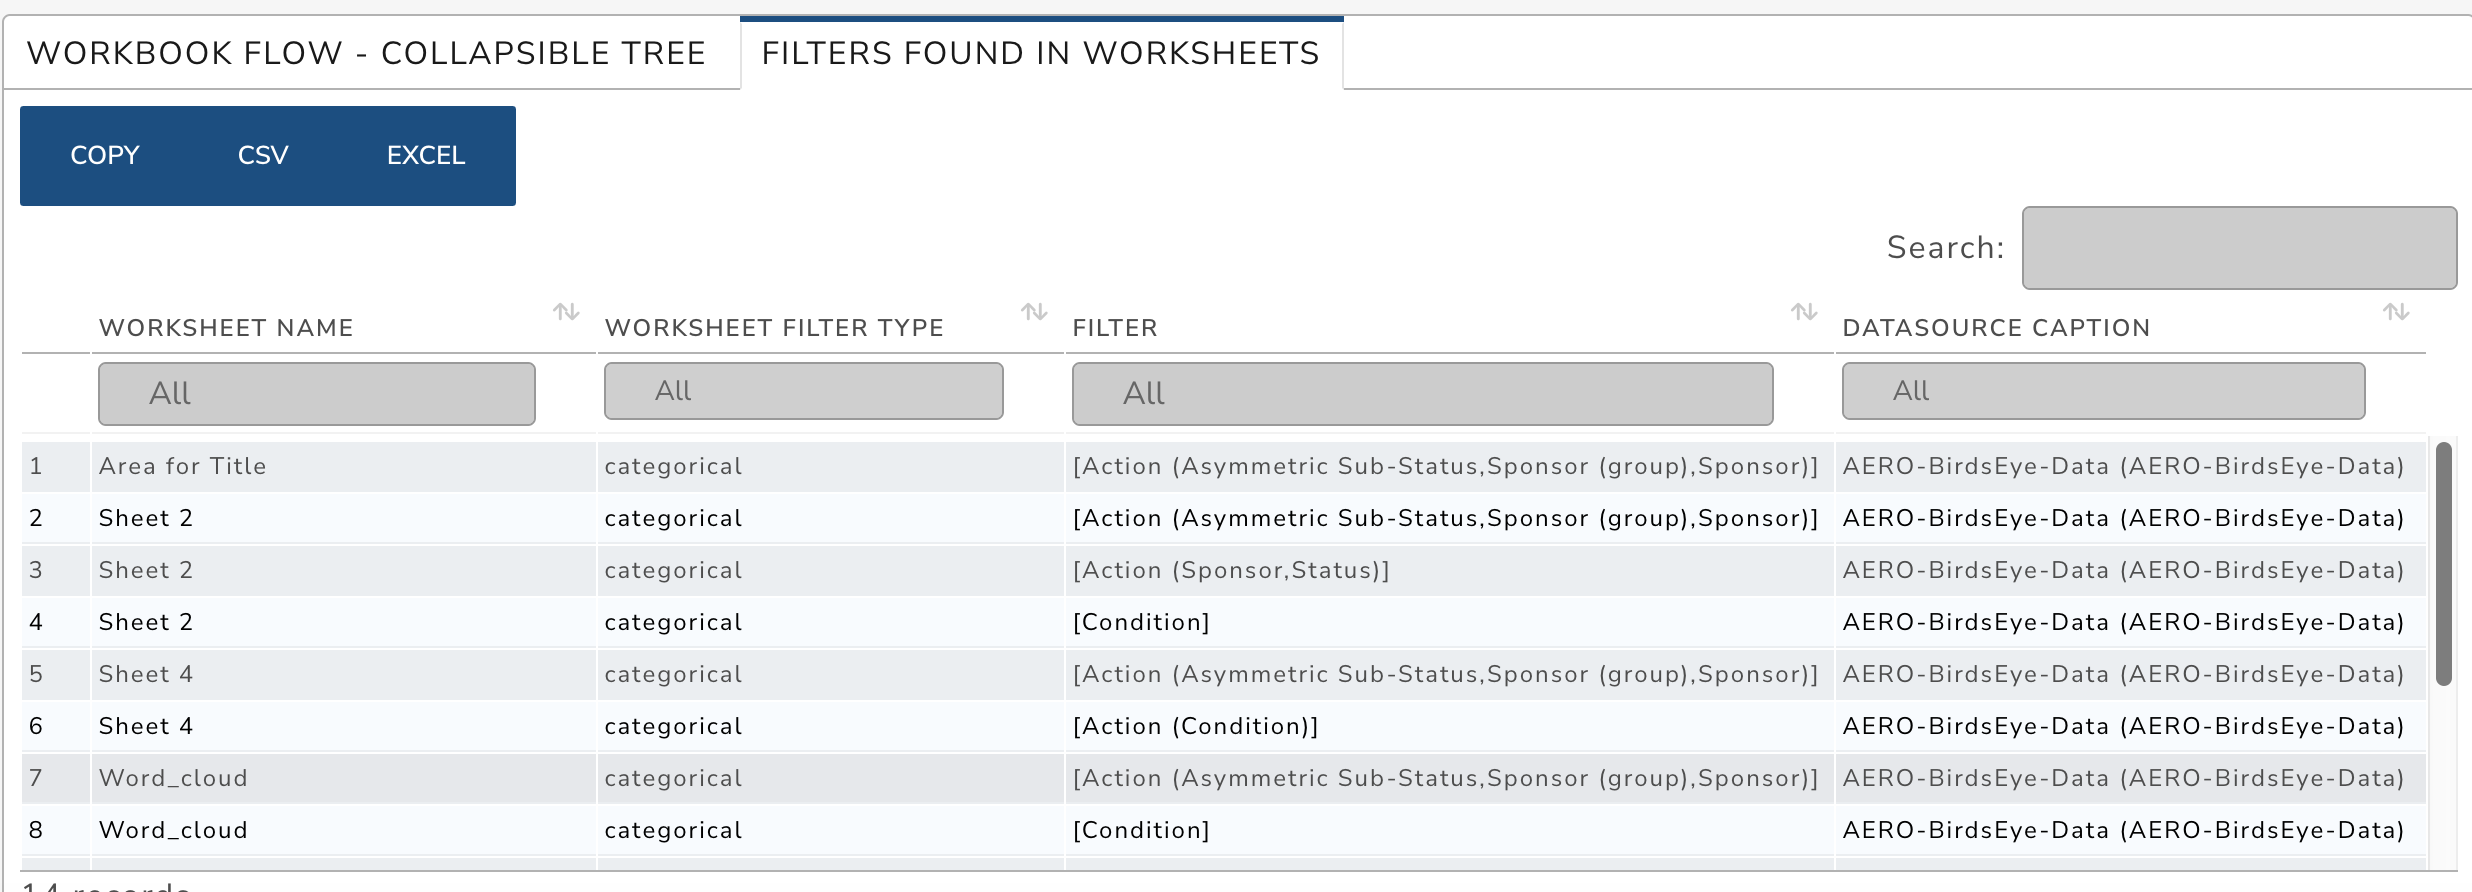 WORKBOOK FLOW - COLLAPSIBLE TREE FILTERS FOUND IN WORKSHEETS
COPY CSV EXCEL
Search:
WORKSHEET NAME WORKSHEET FILTER TYPE FILTER DATASOURCE CAPTION
All All All All
1 Area for Title categorical [Action (Asymmetric Sub-Status,Sponsor (group),Sponsor)] AERO-BirdsEye-Data (AERO-BirdsEye-Data)
2 Sheet 2 categorical [Action (Asymmetric Sub-Status,Sponsor (group),Sponsor)] AERO-BirdsEye-Data (AERO-BirdsEye-Data)
3 Sheet 2 categorical [Action (Sponsor,Status)] AERO-BirdsEye-Data (AERO-BirdsEye-Data)
4 Sheet 2 categorical [Condition] AERO-BirdsEye-Data (AERO-BirdsEye-Data)
5 Sheet 4 categorical [Action (Asymmetric Sub-Status,Sponsor (group),Sponsor)] AERO-BirdsEye-Data (AERO-BirdsEye-Data)
6 Sheet 4 categorical [Action (Condition)] AERO-BirdsEye-Data (AERO-BirdsEye-Data)
7 Word_cloud categorical [Action (Asymmetric Sub-Status,Sponsor (group),Sponsor)] AERO-BirdsEye-Data (AERO-BirdsEye-Data)
8 Word_cloud categorical [Condition] AERO-BirdsEye-Data (AERO-BirdsEye-Data)
14 records